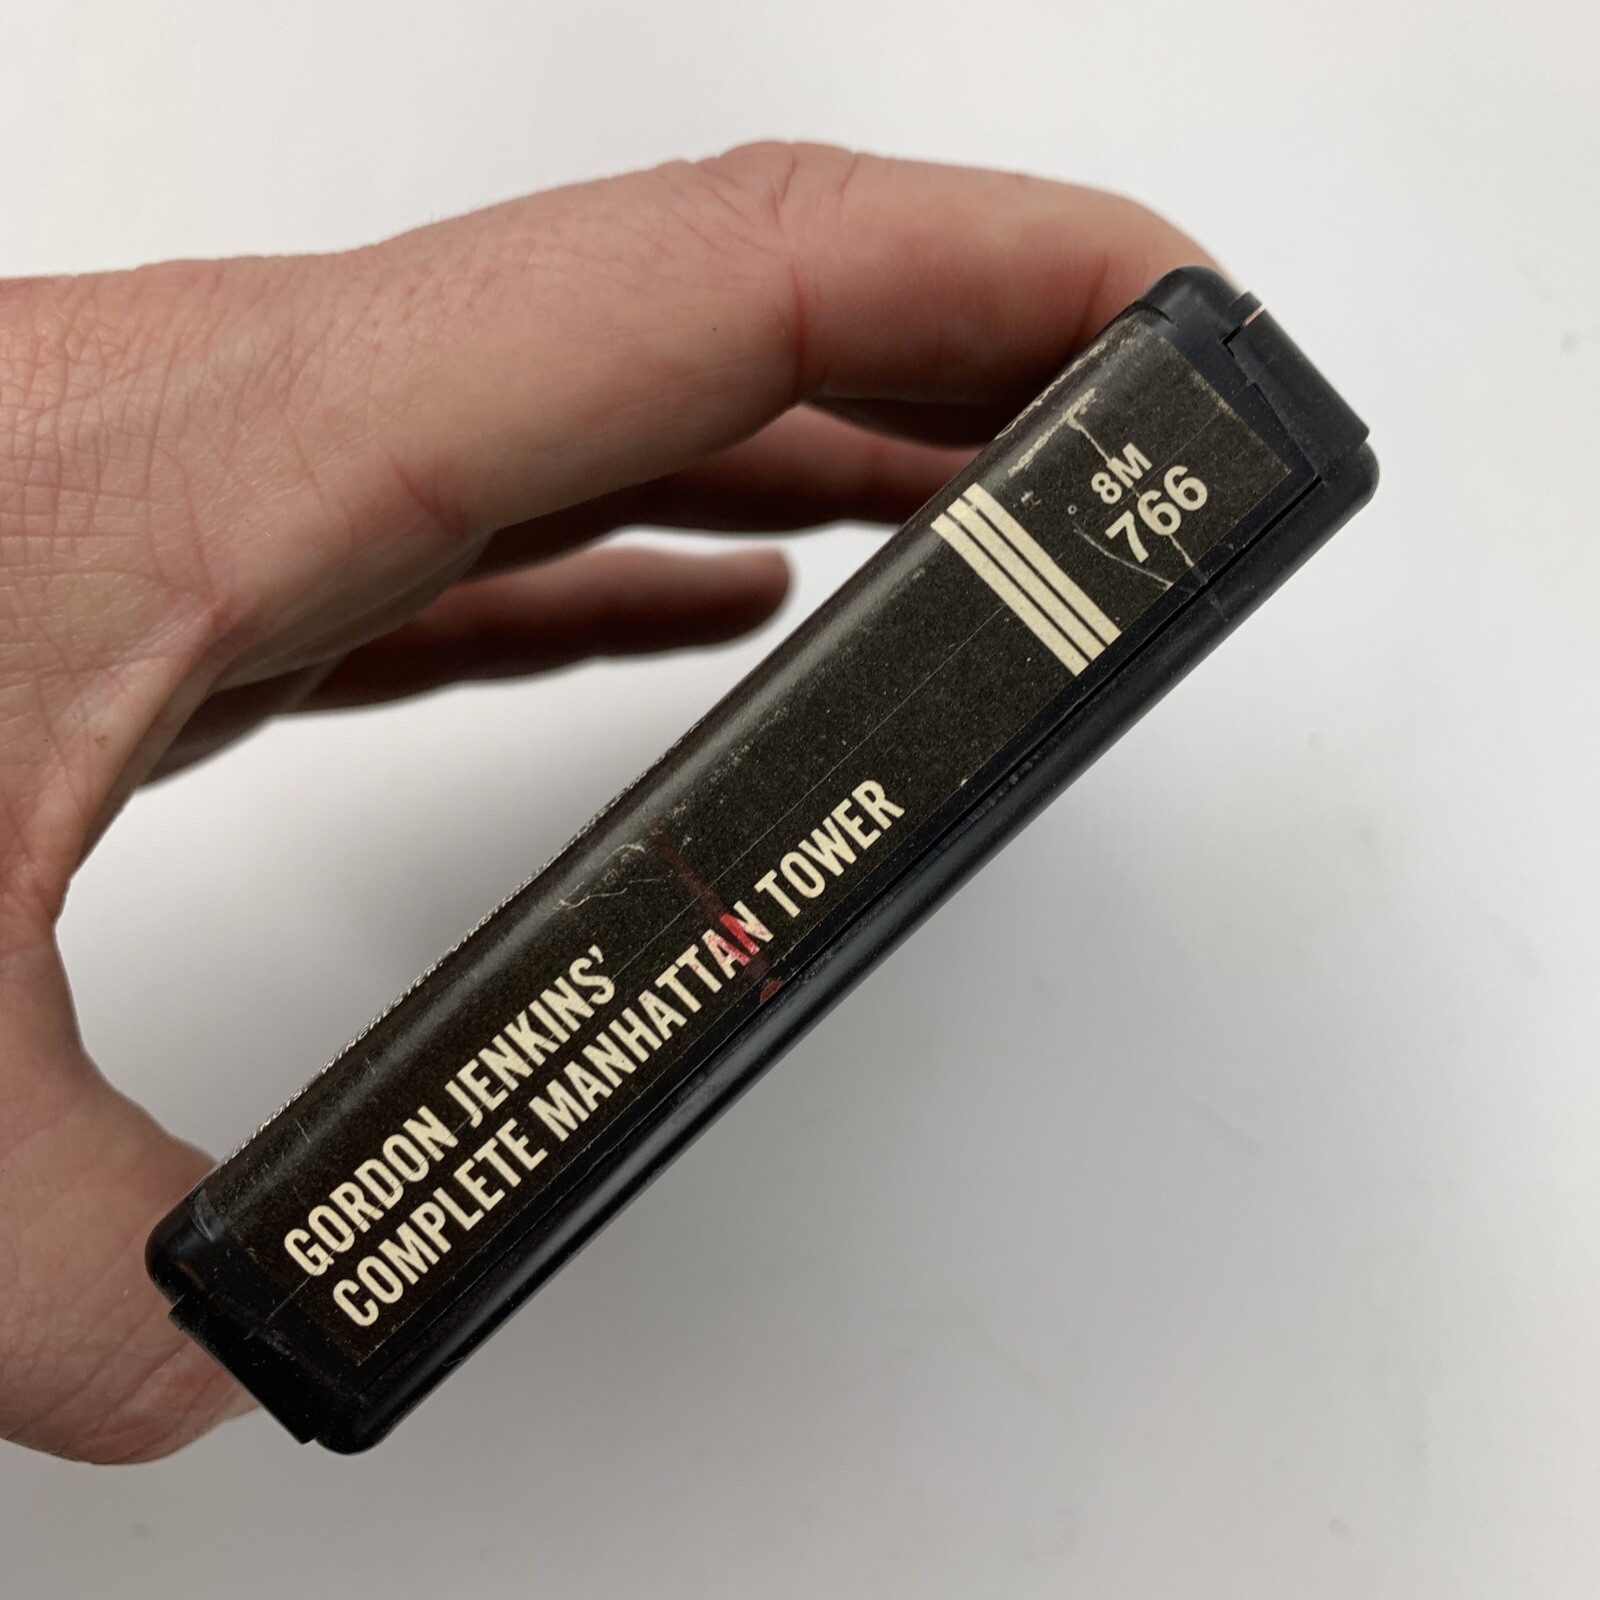 8M
766
GORDON JENKINS'
COMPLETE MANHATTAN TOWER